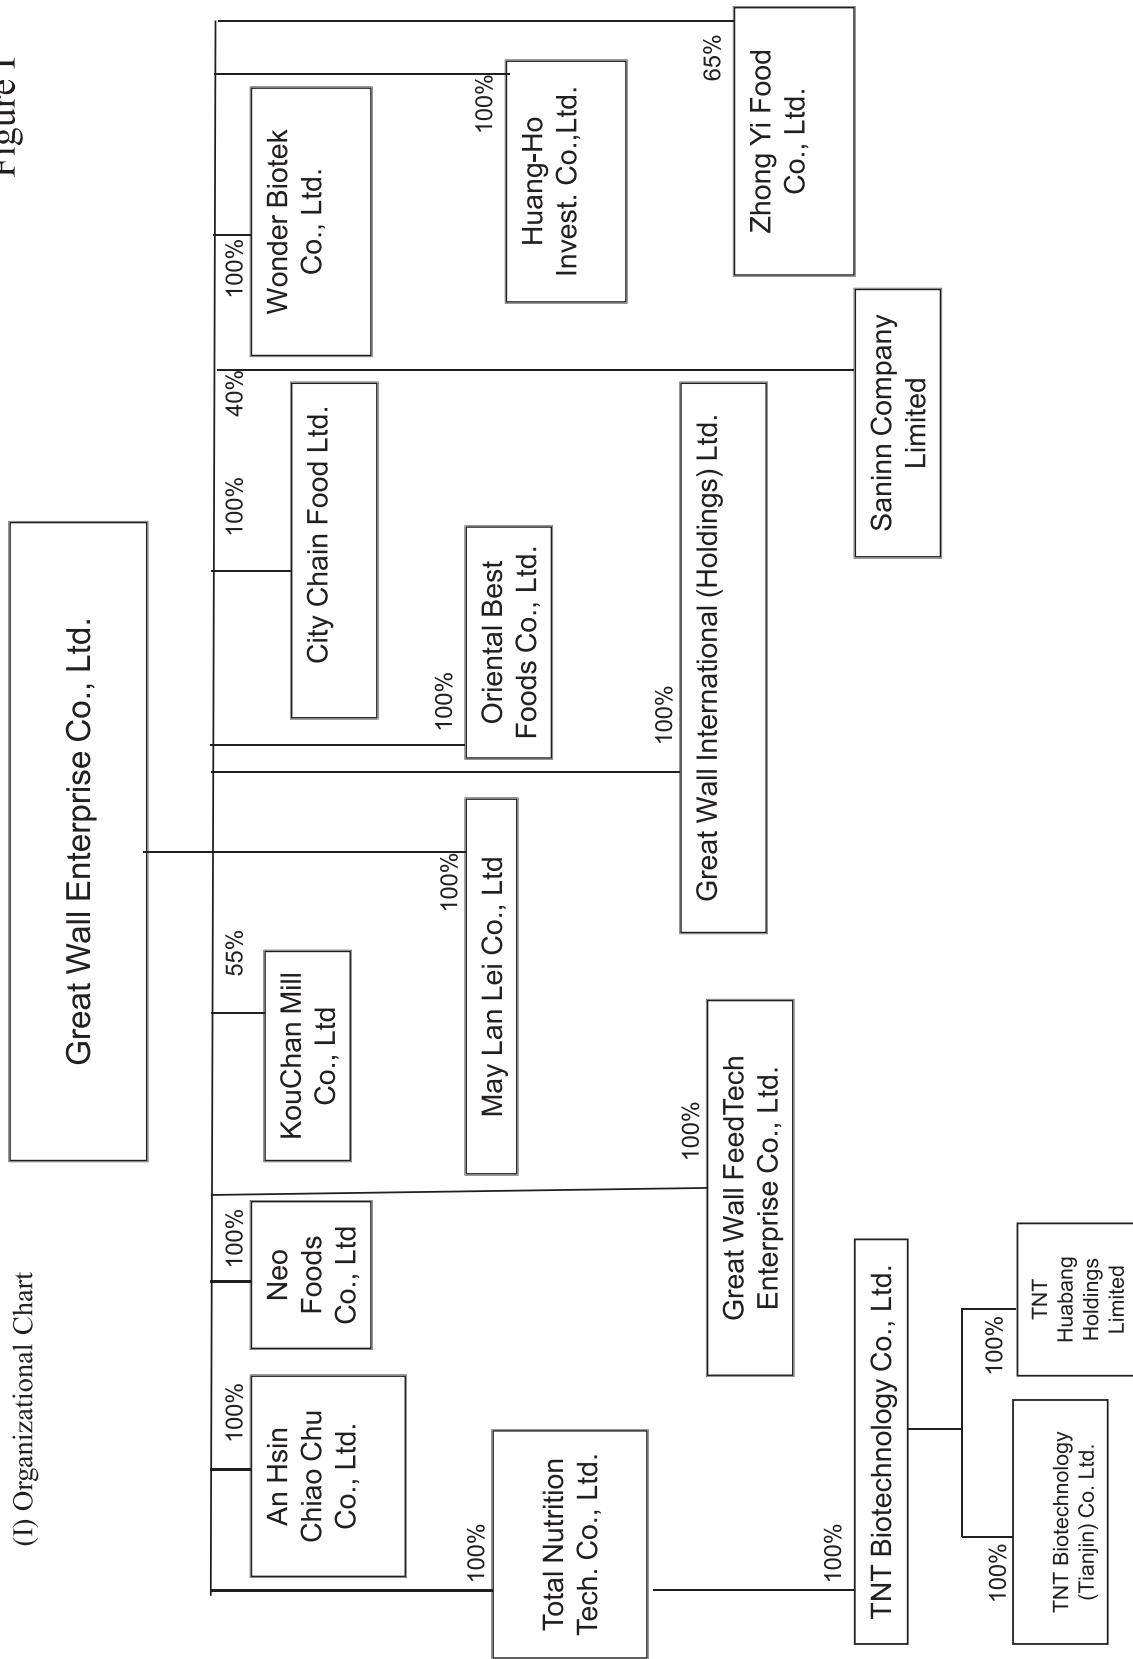 Figure 1
(I) Organizational Chart
Great Wall Enterprise Co., Ltd.
100%
An Hsin
Chiao Chu
Co., Ltd.
100%
Neo
Foods
Co., Ltd
55%
KouChan Mill
Co., Ltd
100%
City Chain Food Ltd.
40%
100%
Wonder Biotek
Co., Ltd.
100%
Total Nutrition
Tech. Co., Ltd.
100%
May Lan Lei Co., Ltd
100%
Oriental Best
Foods Co., Ltd.
100%
Huang-Ho
Invest. Co.,Ltd.
100%
Great Wall FeedTech
Enterprise Co., Ltd.
100%
Great Wall International (Holdings) Ltd.
65%
Zhong Yi Food
Co., Ltd.
100%
TNT Biotechnology Co., Ltd.
Saninn Company
Limited
100%
TNT Biotechnology
(Tianjin) Co. Ltd.
100%
TNT
Huabang
Holdings
Limited